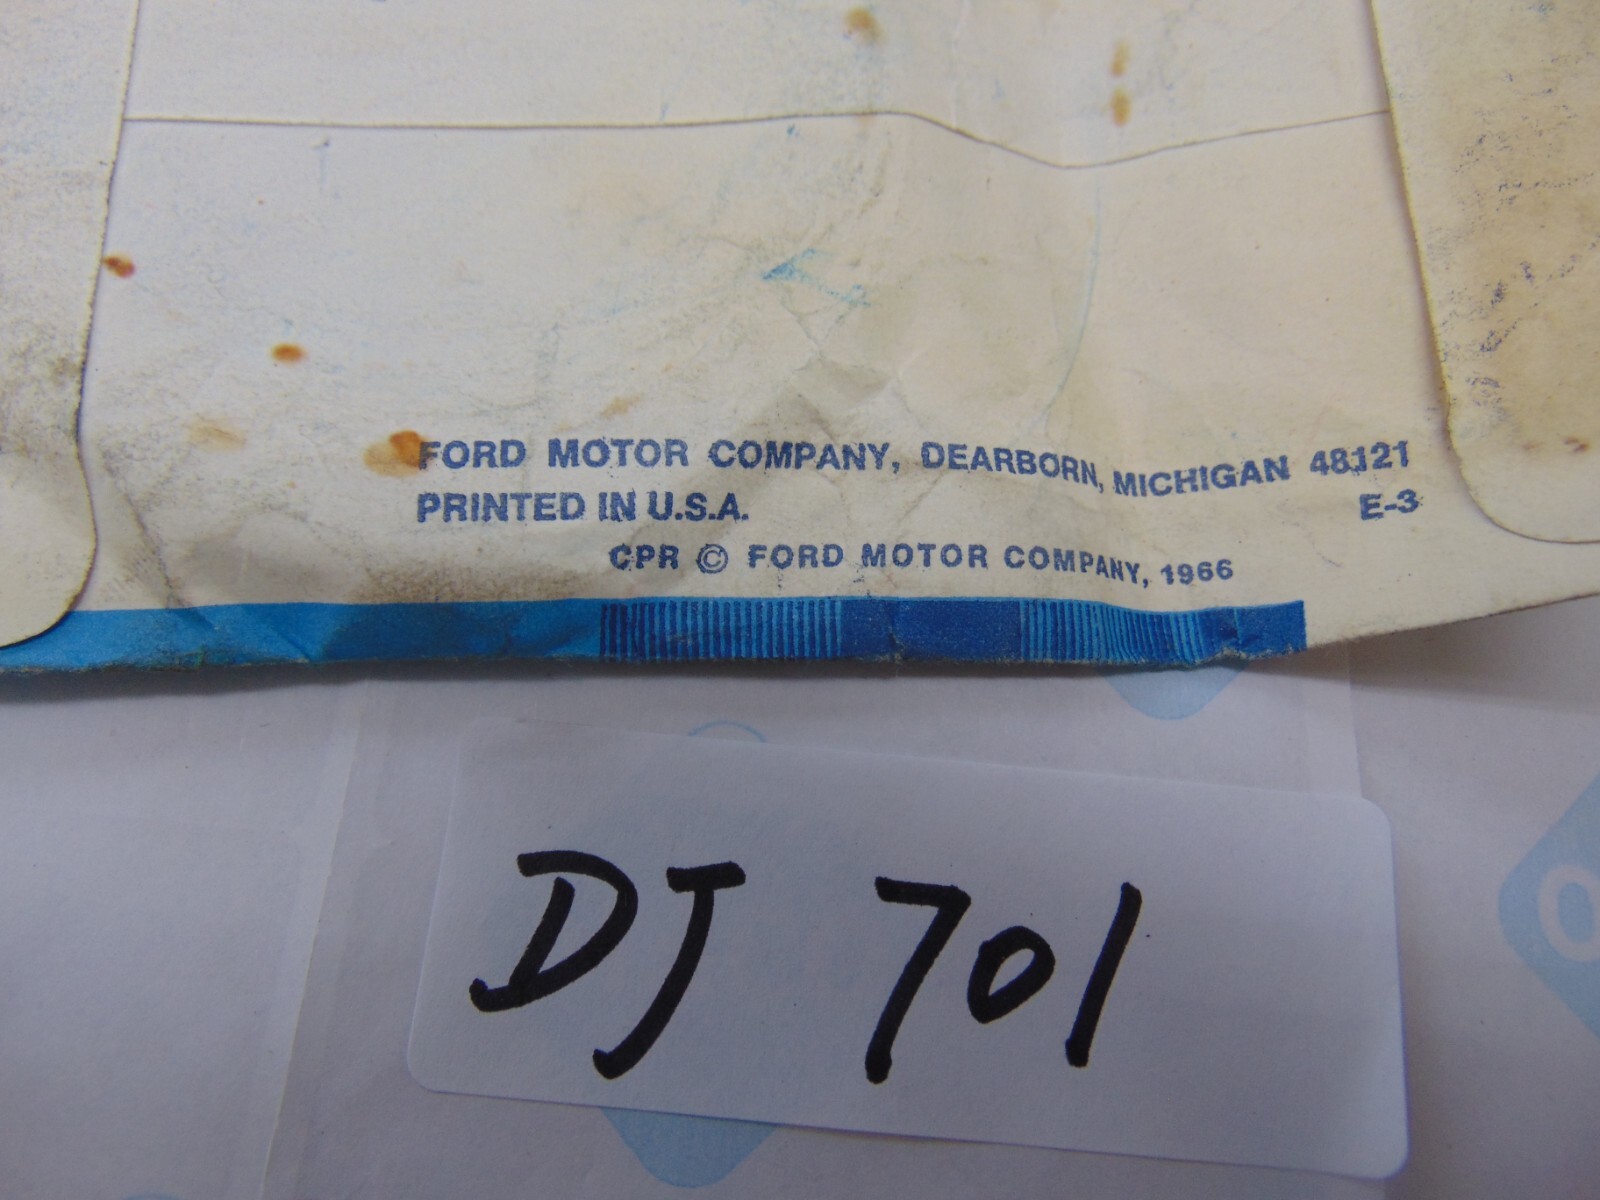 FORD MOTOR COMPANY, DEARBORN, MICHIGAN 48121
PRINTED IN U.S.A. E-3
CPR © FORD MOTOR COMPANY, 1966
DJ 701